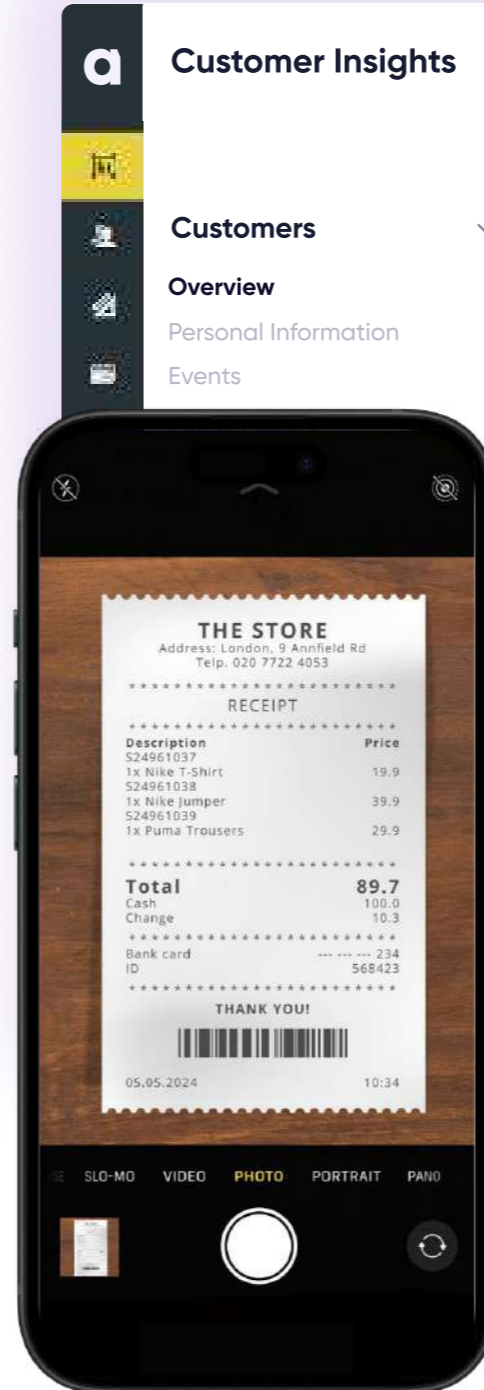 a
Customer Insights
Customers
Overview
Personal Information
Events
THE STORE
Address: London, 9 Annfield Rd
Telp. 020 7722 4053
* * * * * * * * * * * * * * * * * * * * * * * *
RECEIPT
* * * * * * * * * * * * * * * * * * * * * * * *
Description Price
S24961037
1x Nike T-Shirt 19.9
S24961038
1x Nike Jumper 39.9
S24961039
1x Puma Trousers 29.9
* * * * * * * * * * * * * * * * * * * * * * * *
Total 89.7
Cash 100.0
Change 10.3
* * * * * * * * * * * * * * * * * * * * * * * *
Bank card --- --- --- 234
ID 568423
* * * * * * * * * * * * * * * * * * * * * * * *
THANK YOU!
05.05.2024 10:34
SLO-MO VIDEO PHOTO PORTRAIT PANO